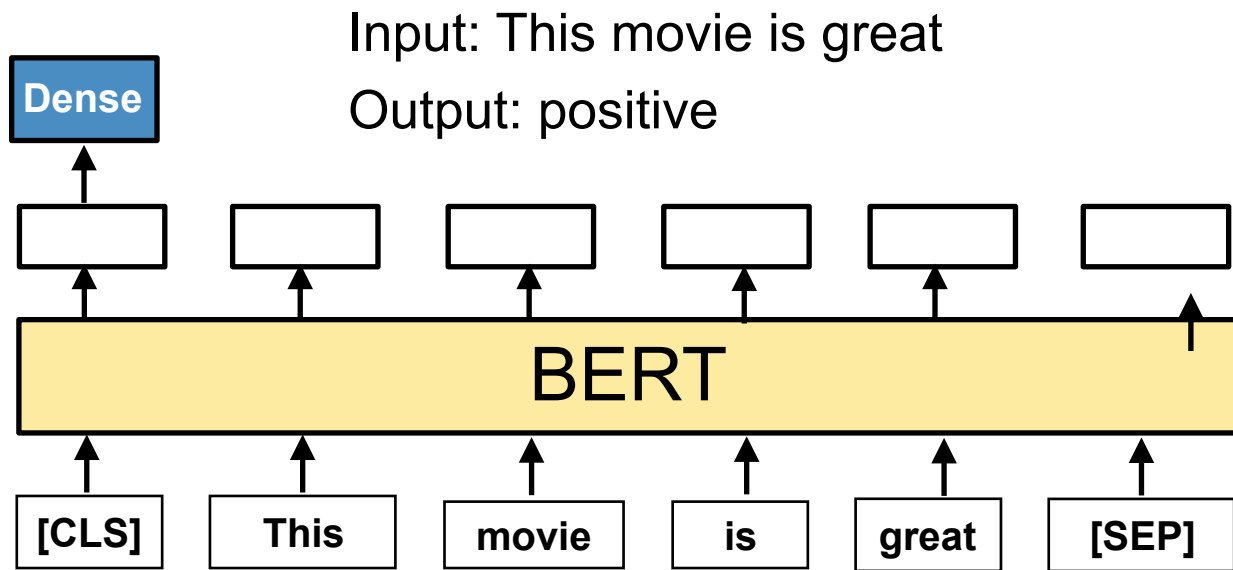 Input: This movie is great
Dense
Output: positive
BERT
[CLS] This movie is great [SEP]